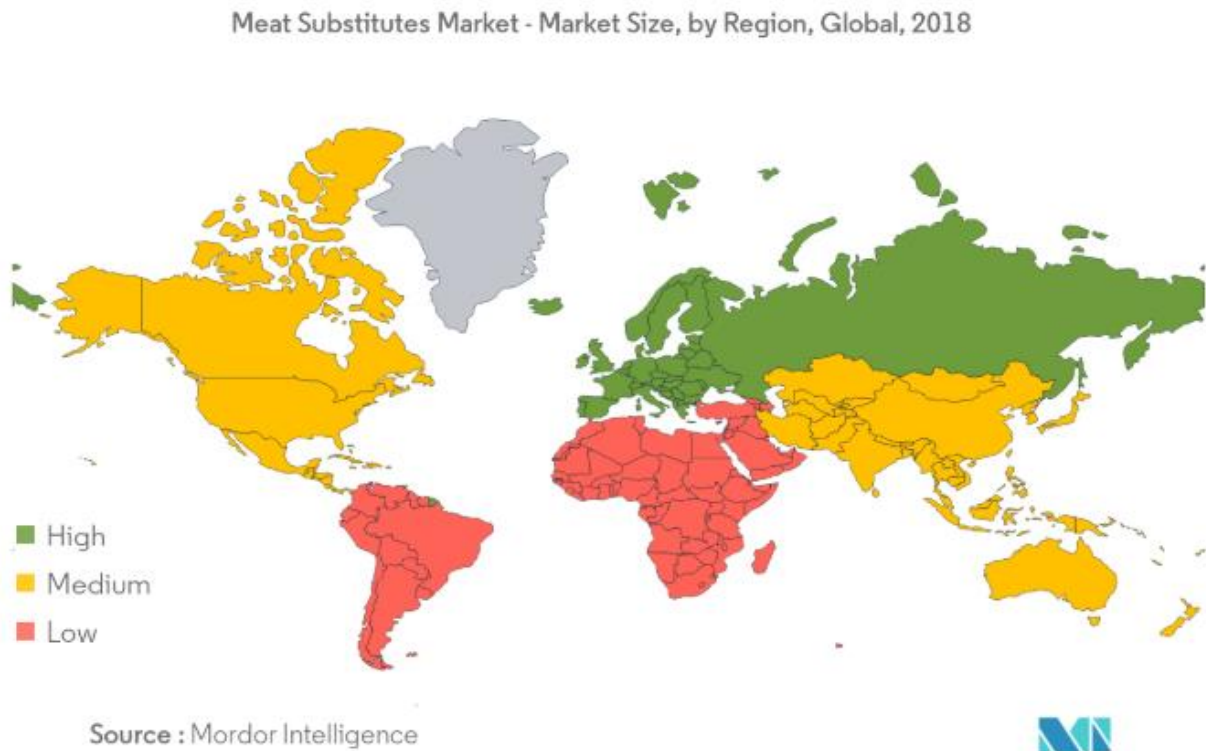 Meat Substitutes Market - Market Size, by Region, Global, 2018
High
Medium
Low
Source : Mordor Intelligence